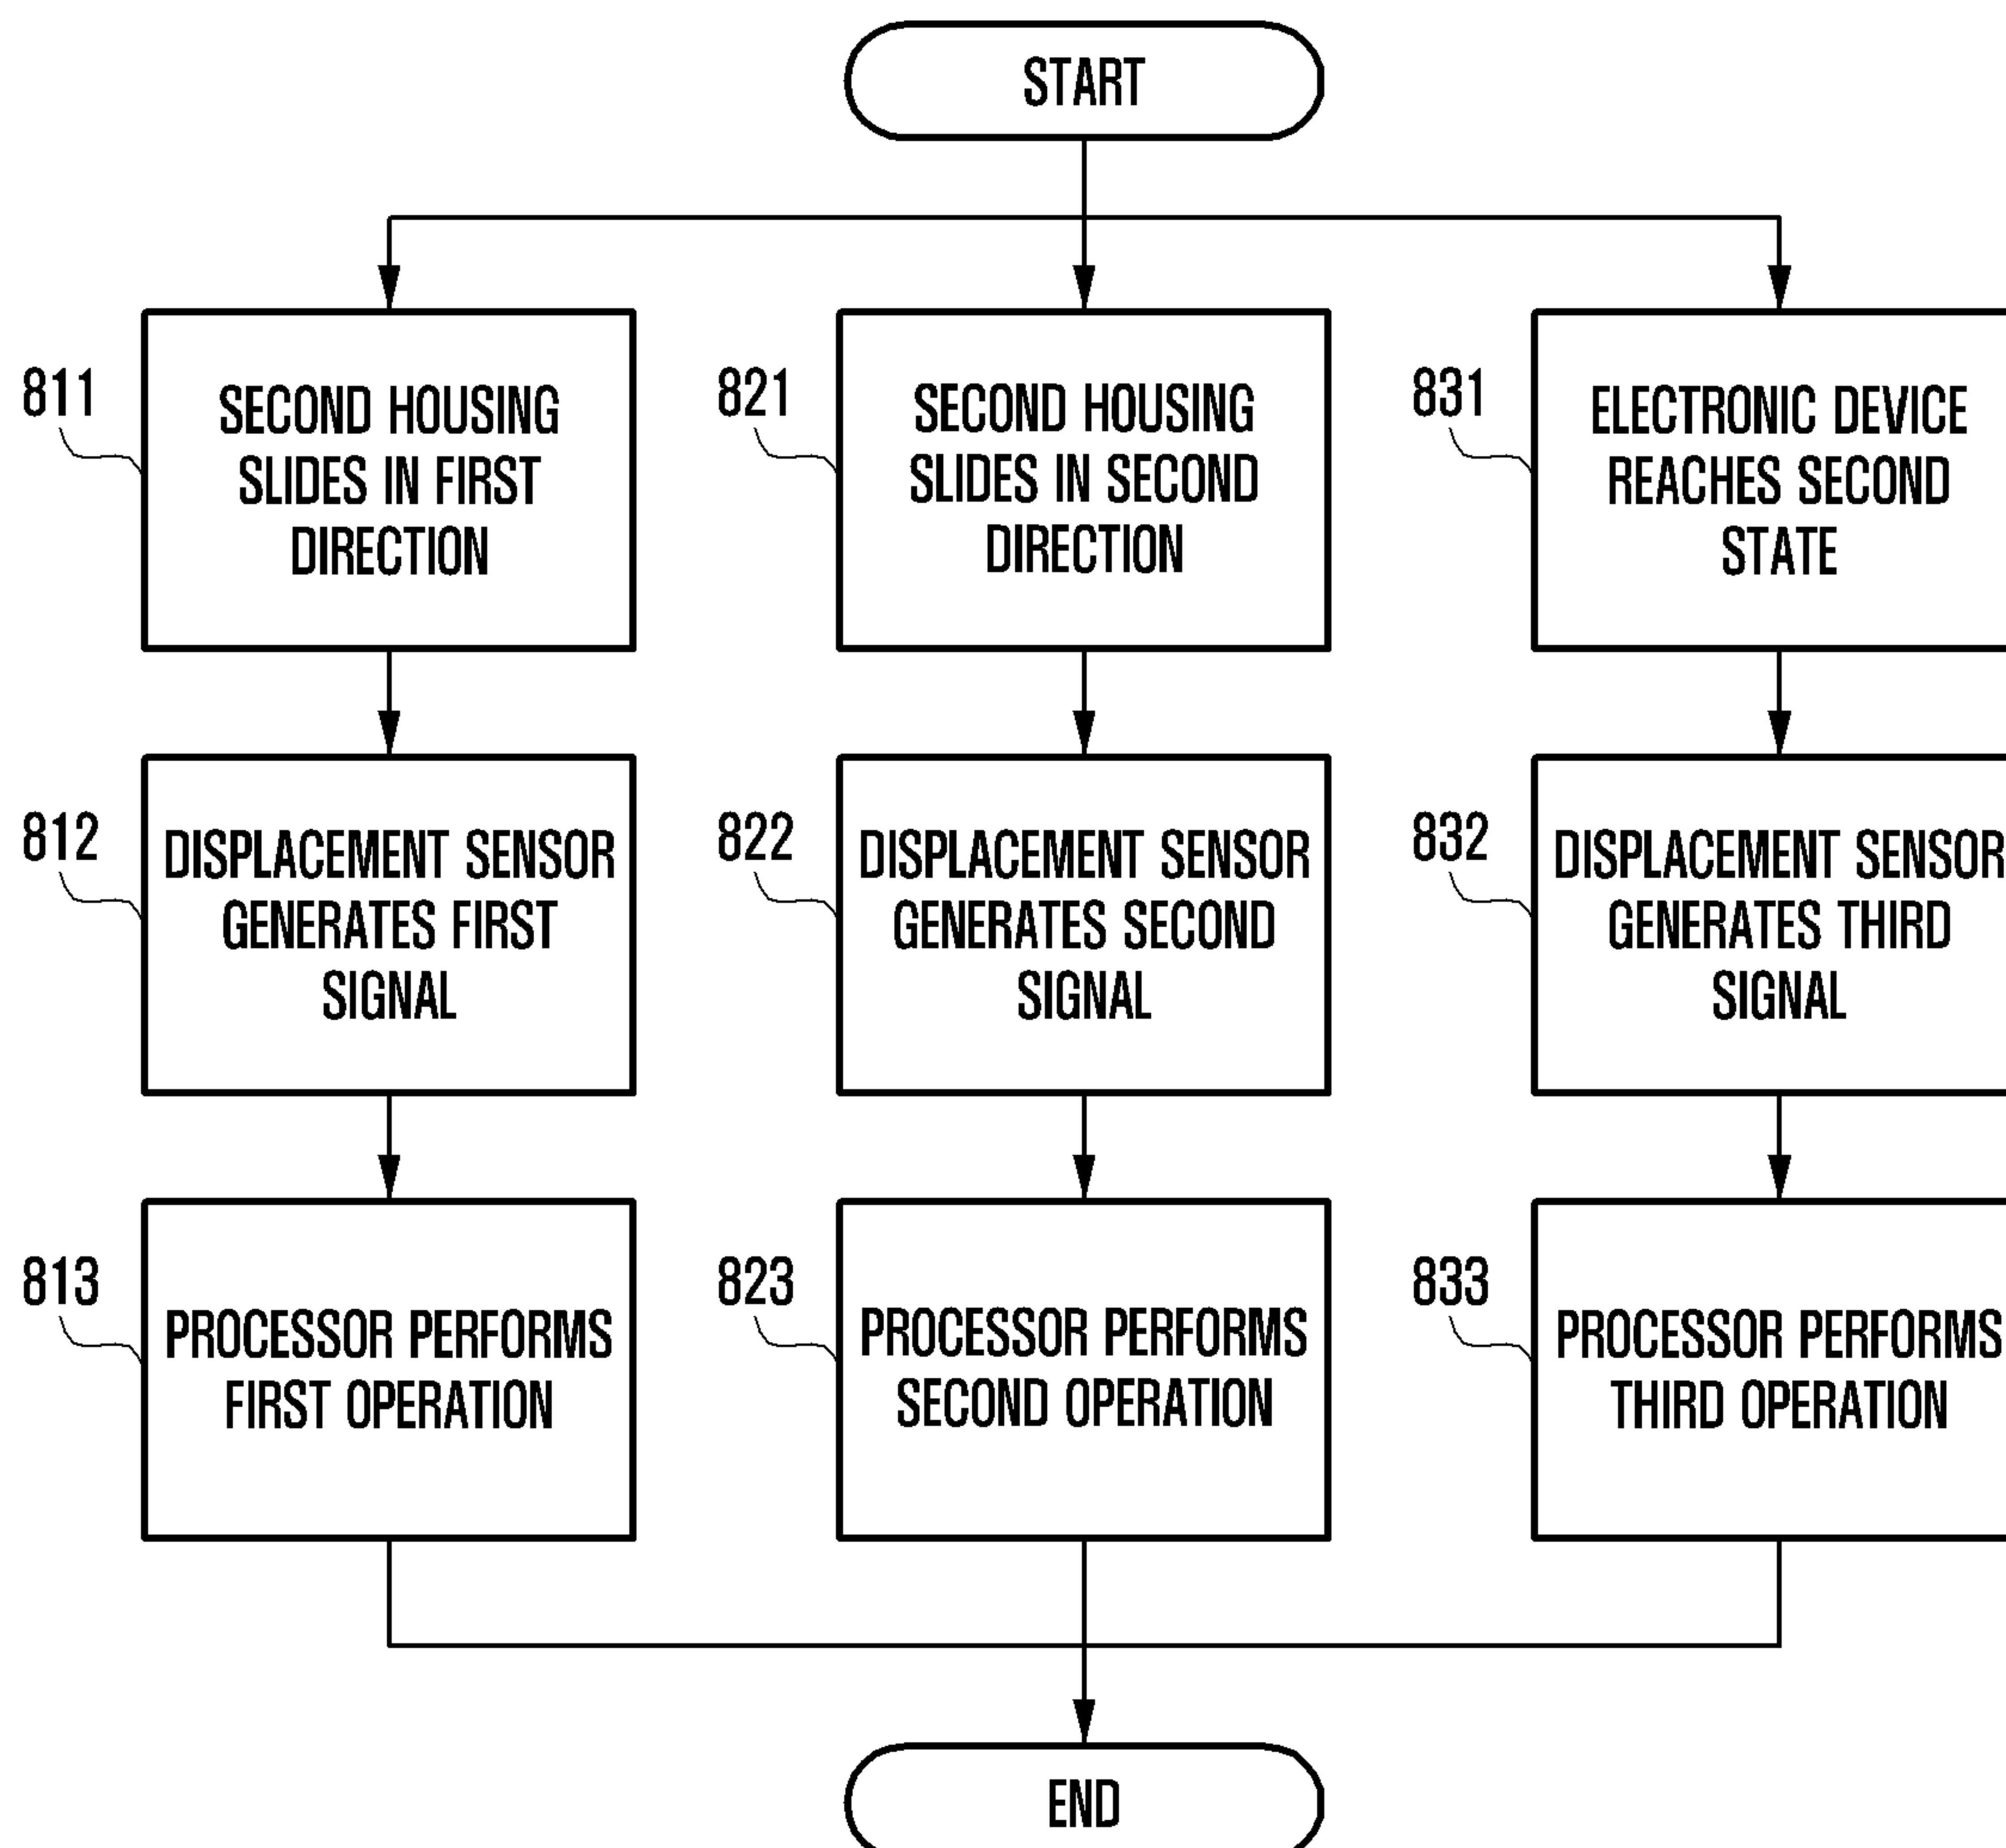 START
811
SECOND HOUSING
SLIDES IN FIRST
DIRECTION
821
SECOND HOUSING
SLIDES IN SECOND
DIRECTION
831
ELECTRONIC DEVICE
REACHES SECOND
STATE
812
DISPLACEMENT SENSOR
GENERATES FIRST
SIGNAL
822
DISPLACEMENT SENSOR
GENERATES SECOND
SIGNAL
832
DISPLACEMENT SENSOR
GENERATES THIRD
SIGNAL
813
PROCESSOR PERFORMS
FIRST OPERATION
823
PROCESSOR PERFORMS
SECOND OPERATION
833
PROCESSOR PERFORMS
THIRD OPERATION
END